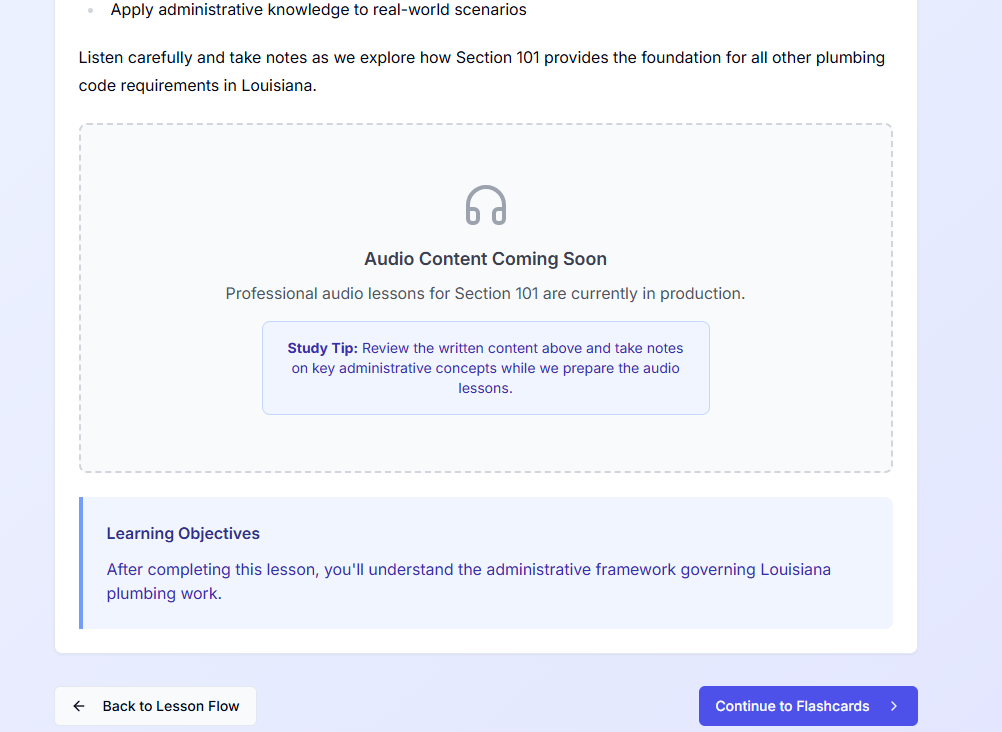 Apply administrative knowledge to real-world scenarios
Listen carefully and take notes as we explore how Section 101 provides the foundation for all other plumbing
code requirements in Louisiana.
Audio Content Coming Soon
Professional audio lessons for Section 101 are currently in production.
Study Tip: Review the written content above and take notes
on key administrative concepts while we prepare the audio
lessons.
Learning Objectives
After completing this lesson, you'll understand the administrative framework governing Louisiana
plumbing work.
Back to Lesson Flow
Continue to Flashcards